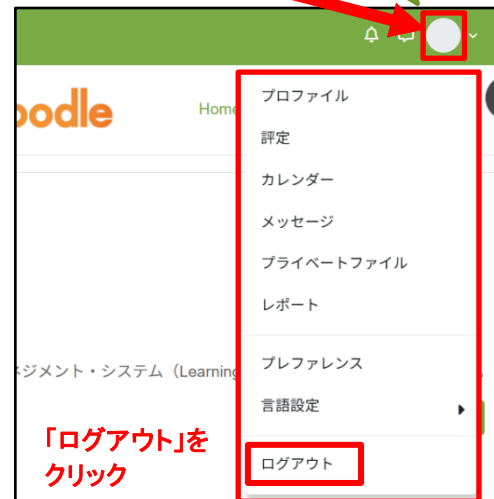 oodle
Home
プロファイル
評定
カレンダー
メッセージ
プライベートファイル
レポート
プレファレンス
言語設定
ログアウト
ネジメント・システム（Learning
「ログアウト」を
クリック